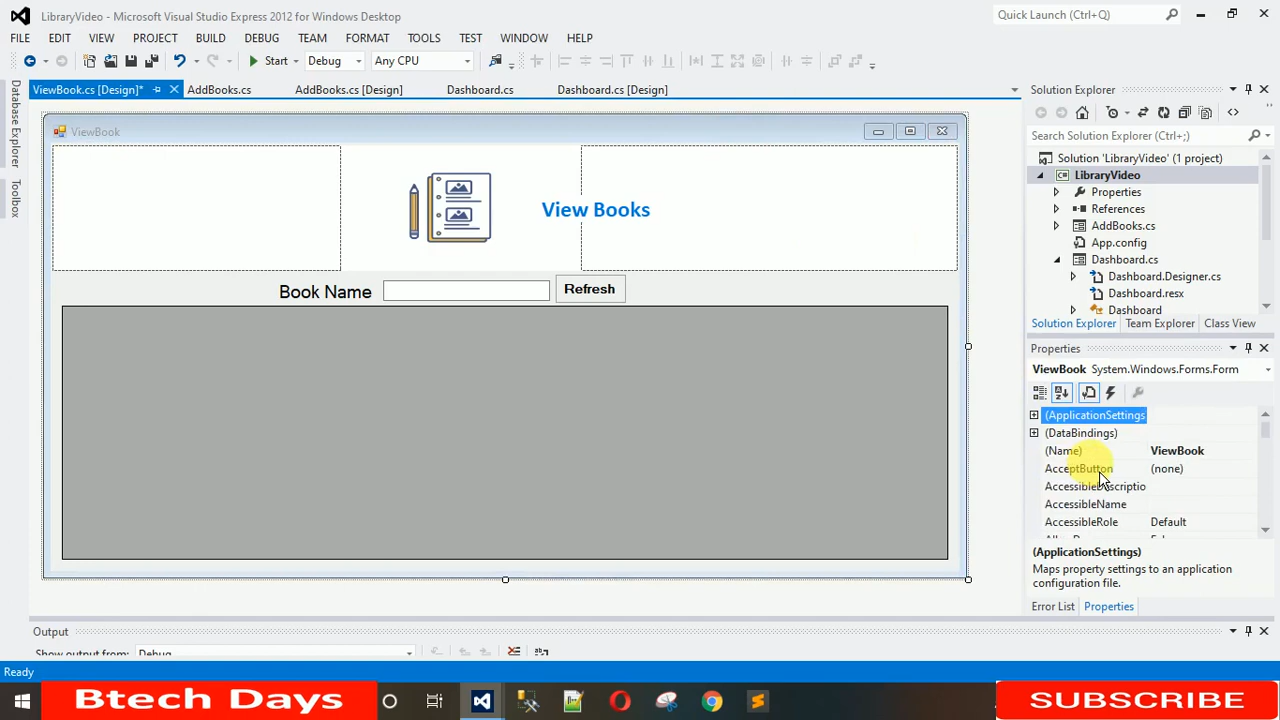 LibraryVideo - Microsoft Visual Studio Express 2012 for Windows Desktop
Quick Launch (Ctrl+Q)
FILE EDIT VIEW PROJECT BUILD DEBUG TEAM FORMAT TOOLS TEST WINDOW HELP
Start Debug Any CPU
Database Explorer
Toolbox
ViewBook.cs [Design]* AddBooks.cs AddBooks.cs [Design] Dashboard.cs Dashboard.cs [Design]
ViewBook
View Books
Book Name
Refresh
Solution Explorer
Search Solution Explorer (Ctrl+;)
Solution 'LibraryVideo' (1 project)
LibraryVideo
Properties
References
AddBooks.cs
App.config
Dashboard.cs
Dashboard.Designer.cs
Dashboard.resx
Dashboard
Solution Explorer Team Explorer Class View
Properties
ViewBook System.Windows.Forms.Form
(ApplicationSettings
(DataBindings)
(Name) ViewBook
AcceptButton (none)
AccessibleDescriptio
AccessibleName
AccessibleRole Default
(ApplicationSettings)
Maps property settings to an application
configuration file.
Error List Properties
Output
Show output from: Debug
Ready
Btech Days
SUBSCRIBE